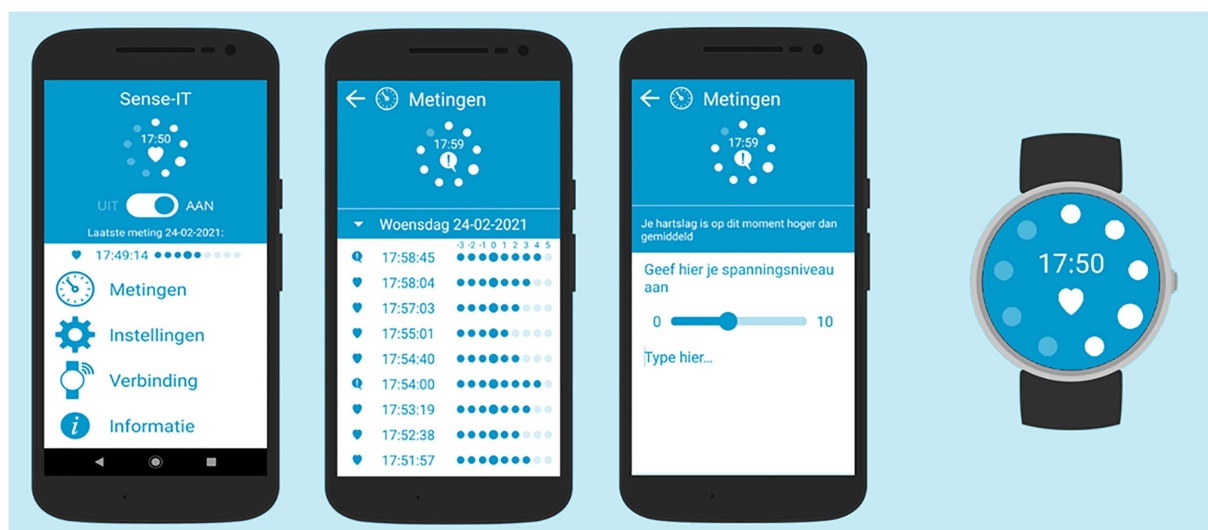 Sense-IT
17:50
UIT AAN
Laatste meting 24-02-2021:
17:49:14
Metingen
Instellingen
Verbinding
i Informatie
Metingen
17:59
Woensdag 24-02-2021
-3 -2 -1 0 1 2 3 4 5
17:58:45
17:58:04
17:57:03
17:55:01
17:54:40
17:54:00
17:53:19
17:52:38
17:51:57
Metingen
17:59
Je hartslag is op dit moment hoger dan
gemiddeld
Geef hier je spanningsniveau
aan
0 10
Type hier...
17:50